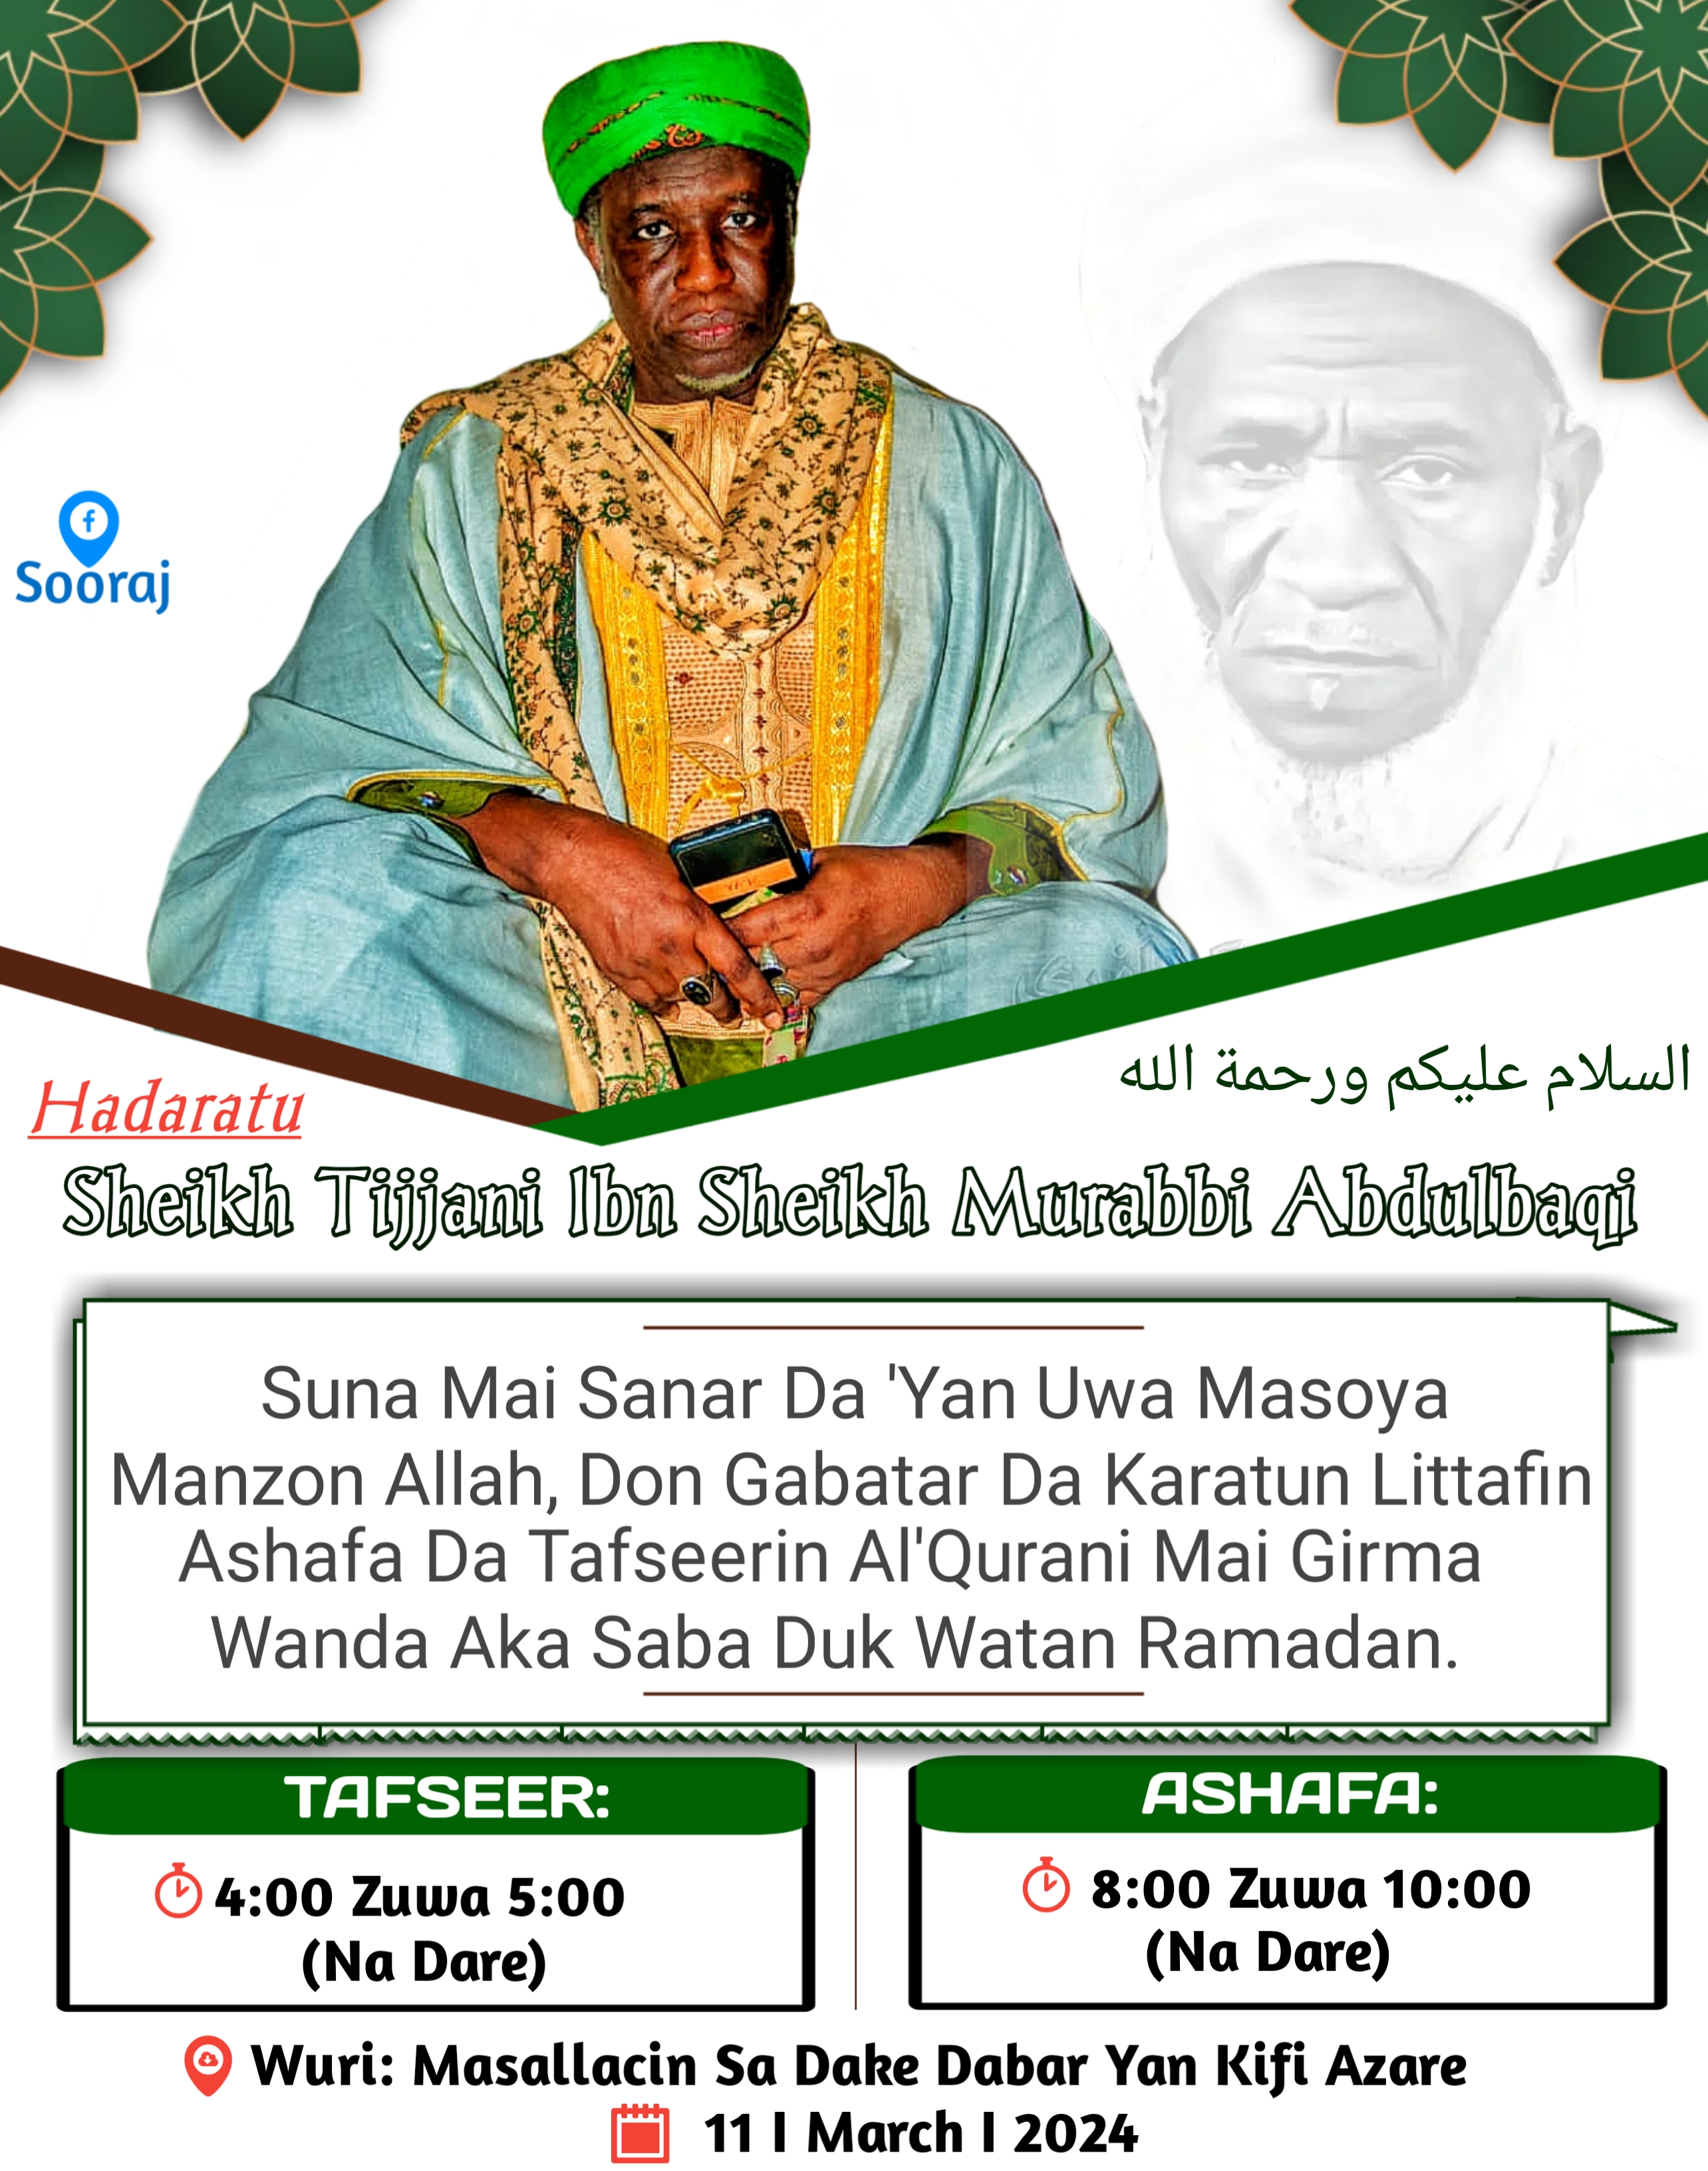 Sooraj
السلام عليكم ورحمة الله
Hadaratu
Sheikh Tijjani Ibn Sheikh Murabbi Abdulbaqi
Suna Mai Sanar Da 'Yan Uwa Masoya
Manzon Allah, Don Gabatar Da Karatun Littafin
Ashafa Da Tafseerin Al'Qurani Mai Girma
Wanda Aka Saba Duk Watan Ramadan.
TAFSEER:
4:00 Zuwa 5:00
(Na Dare)
ASHAFA:
8:00 Zuwa 10:00
(Na Dare)
Wuri: Masallacin Sa Dake Dabar Yan Kifi Azare
11 | March | 2024